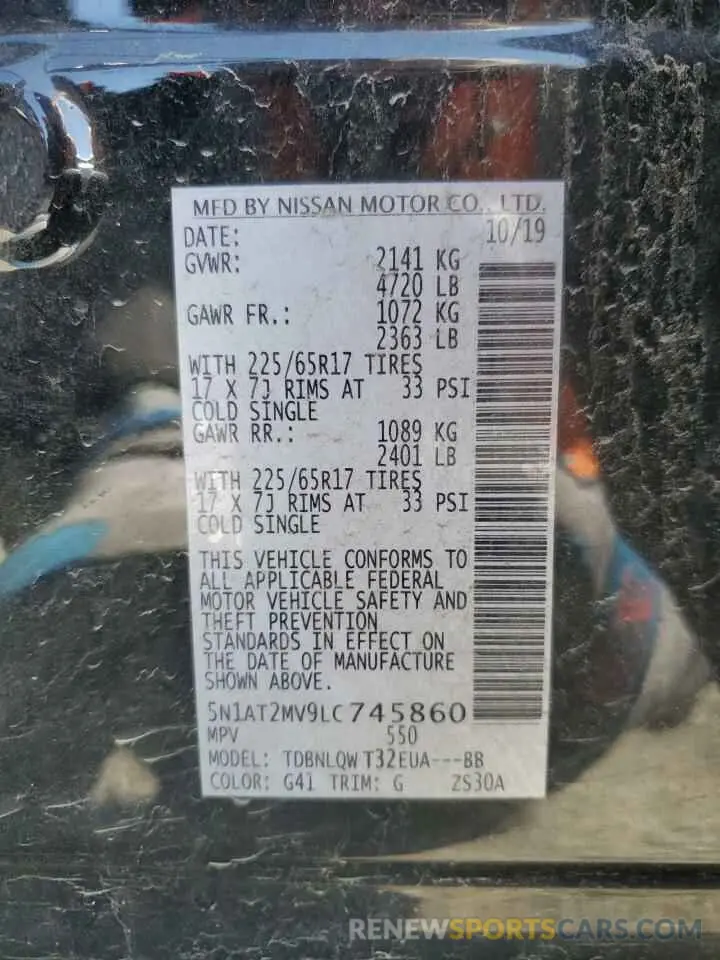 MFD BY NISSAN MOTOR CO., LTD.
DATE: 10/19
GVWR: 2141 KG
4720 LB
GAWR FR.: 1072 KG
2363 LB
WITH 225/65R17 TIRES
17 X 7J RIMS AT 33 PSI
COLD SINGLE
GAWR RR.: 1089 KG
2401 LB
WITH 225/65R17 TIRES
17 X 7J RIMS AT 33 PSI
COLD SINGLE
THIS VEHICLE CONFORMS TO
ALL APPLICABLE FEDERAL
MOTOR VEHICLE SAFETY AND
THEFT PREVENTION
STANDARDS IN EFFECT ON
THE DATE OF MANUFACTURE
SHOWN ABOVE.
5N1AT2MV9LC745860
MPV 550
MODEL: TDBNLQW T32EUA---BB
COLOR: G41 TRIM: G 2S30A
RENEWSPORTSCARS.COM